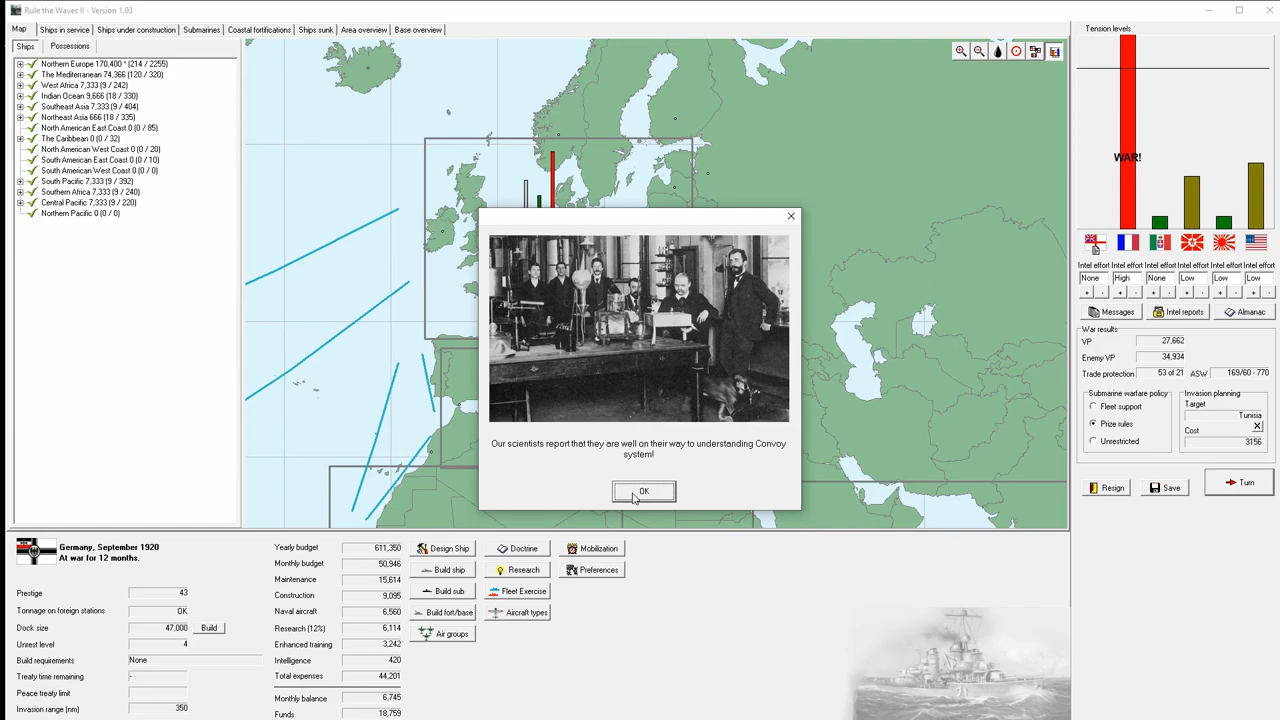 Rule the Waves II - Version 1.03
Map
Ships in service
Ships under construction
Submarines
Coastal fortifications
Ships sunk
Area overview
Base overview
Ships
Possessions
Northern Europe 170,400 * (214 / 2255)
The Mediterranean 74,366 (120 / 320)
West Africa 7,333 (9 / 242)
Indian Ocean 9,666 (18 / 330)
Southeast Asia 7,333 (9 / 404)
Northeast Asia 666 (18 / 335)
North American East Coast 0 (0 / 85)
The Caribbean 0 (0 / 32)
North American West Coast 0 (0 / 20)
South American East Coast 0 (0 / 10)
South American West Coast 0 (0 / 0)
South Pacific 7,333 (9 / 392)
Southern Africa 7,333 (9 / 240)
Central Pacific 7,333 (9 / 220)
Northern Pacific 0 (0 / 0)
Our scientists report that they are well on their way to understanding Convoy
system!
OK
Tension levels
WAR!
Intel effort Intel effort Intel effort Intel effort Intel effort Intel effort
None High None Low Low Low
+ - + - + - + - + - + -
Messages
Intel reports
Almanac
War results
VP 27,662
Enemy VP 34,934
Trade protection 53 of 21 ASW 169/60 - 770
Submarine warfare policy
Fleet support
Prize rules
Unrestricted
Invasion planning
Target
Tunisia
Cost X
3156
Resign
Save
Turn
Germany, September 1920
At war for 12 months.
Prestige 43
Tonnage on foreign stations OK
Dock size 47,000 Build
Unrest level 4
Build requirements None
Treaty time remaining -
Peace treaty limit
Invasion range (nm) 350
Yearly budget 611,350
Monthly budget 50,946
Maintenance 15,614
Construction 9,095
Naval aircraft 6,560
Research (12%) 6,114
Enhanced training 3,242
Intelligence 420
Total expenses 44,201
Monthly balance 6,745
Funds 18,759
Design Ship
Doctrine
Mobilization
Build ship
Research
Preferences
Build sub
Fleet Exercise
Build fort/base
Aircraft types
Air groups